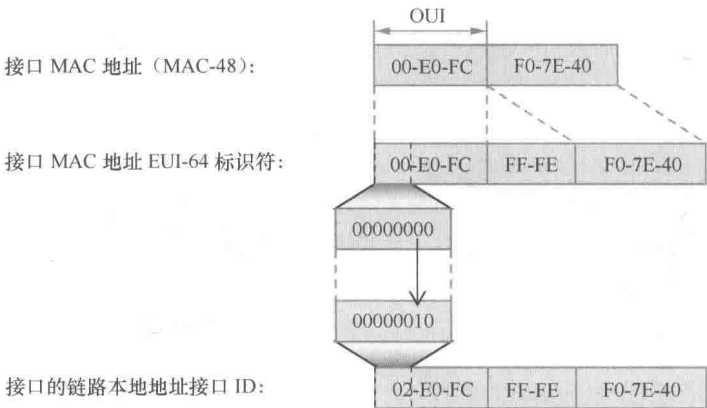 OUI
接口 MAC 地址（MAC-48）: 00-E0-FC F0-7E-40
接口 MAC 地址 EUI-64 标识符: 00-E0-FC FF-FE F0-7E-40
00000000
00000010
接口的链路本地地址接口 ID: 02-E0-FC FF-FE F0-7E-40